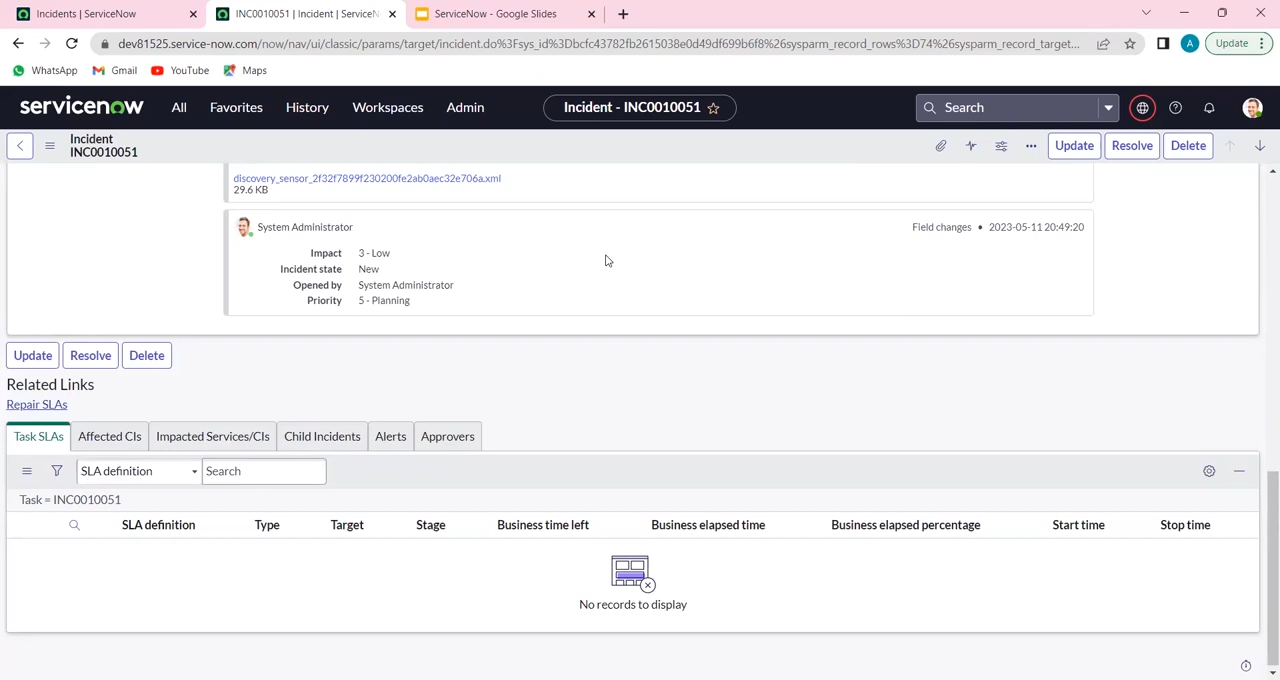 Incidents | ServiceNow
INC0010051 | Incident | ServiceN
ServiceNow - Google Slides
dev81525.service-now.com/now/nav/ui/classic/params/target/incident.do%3Fsys_id%3Dbcfc43782fb2615038e0d49df699b6f8%26sysparm_record_rows%3D74%26sysparm_record_target...
A
Update
WhatsApp
Gmail
YouTube
Maps
servicenow
All
Favorites
History
Workspaces
Admin
Incident - INC0010051
Search
Incident
INC0010051
Update
Resolve
Delete
discovery_sensor_2f32f7899f230200fe2ab0aec32e706a.xml
29.6 KB
System Administrator
Field changes • 2023-05-11 20:49:20
Impact 3 - Low
Incident state New
Opened by System Administrator
Priority 5 - Planning
Update
Resolve
Delete
Related Links
Repair SLAs
Task SLAs
Affected CIs
Impacted Services/CIs
Child Incidents
Alerts
Approvers
SLA definition
Search
Task = INC0010051
SLA definition
Type
Target
Stage
Business time left
Business elapsed time
Business elapsed percentage
Start time
Stop time
No records to display